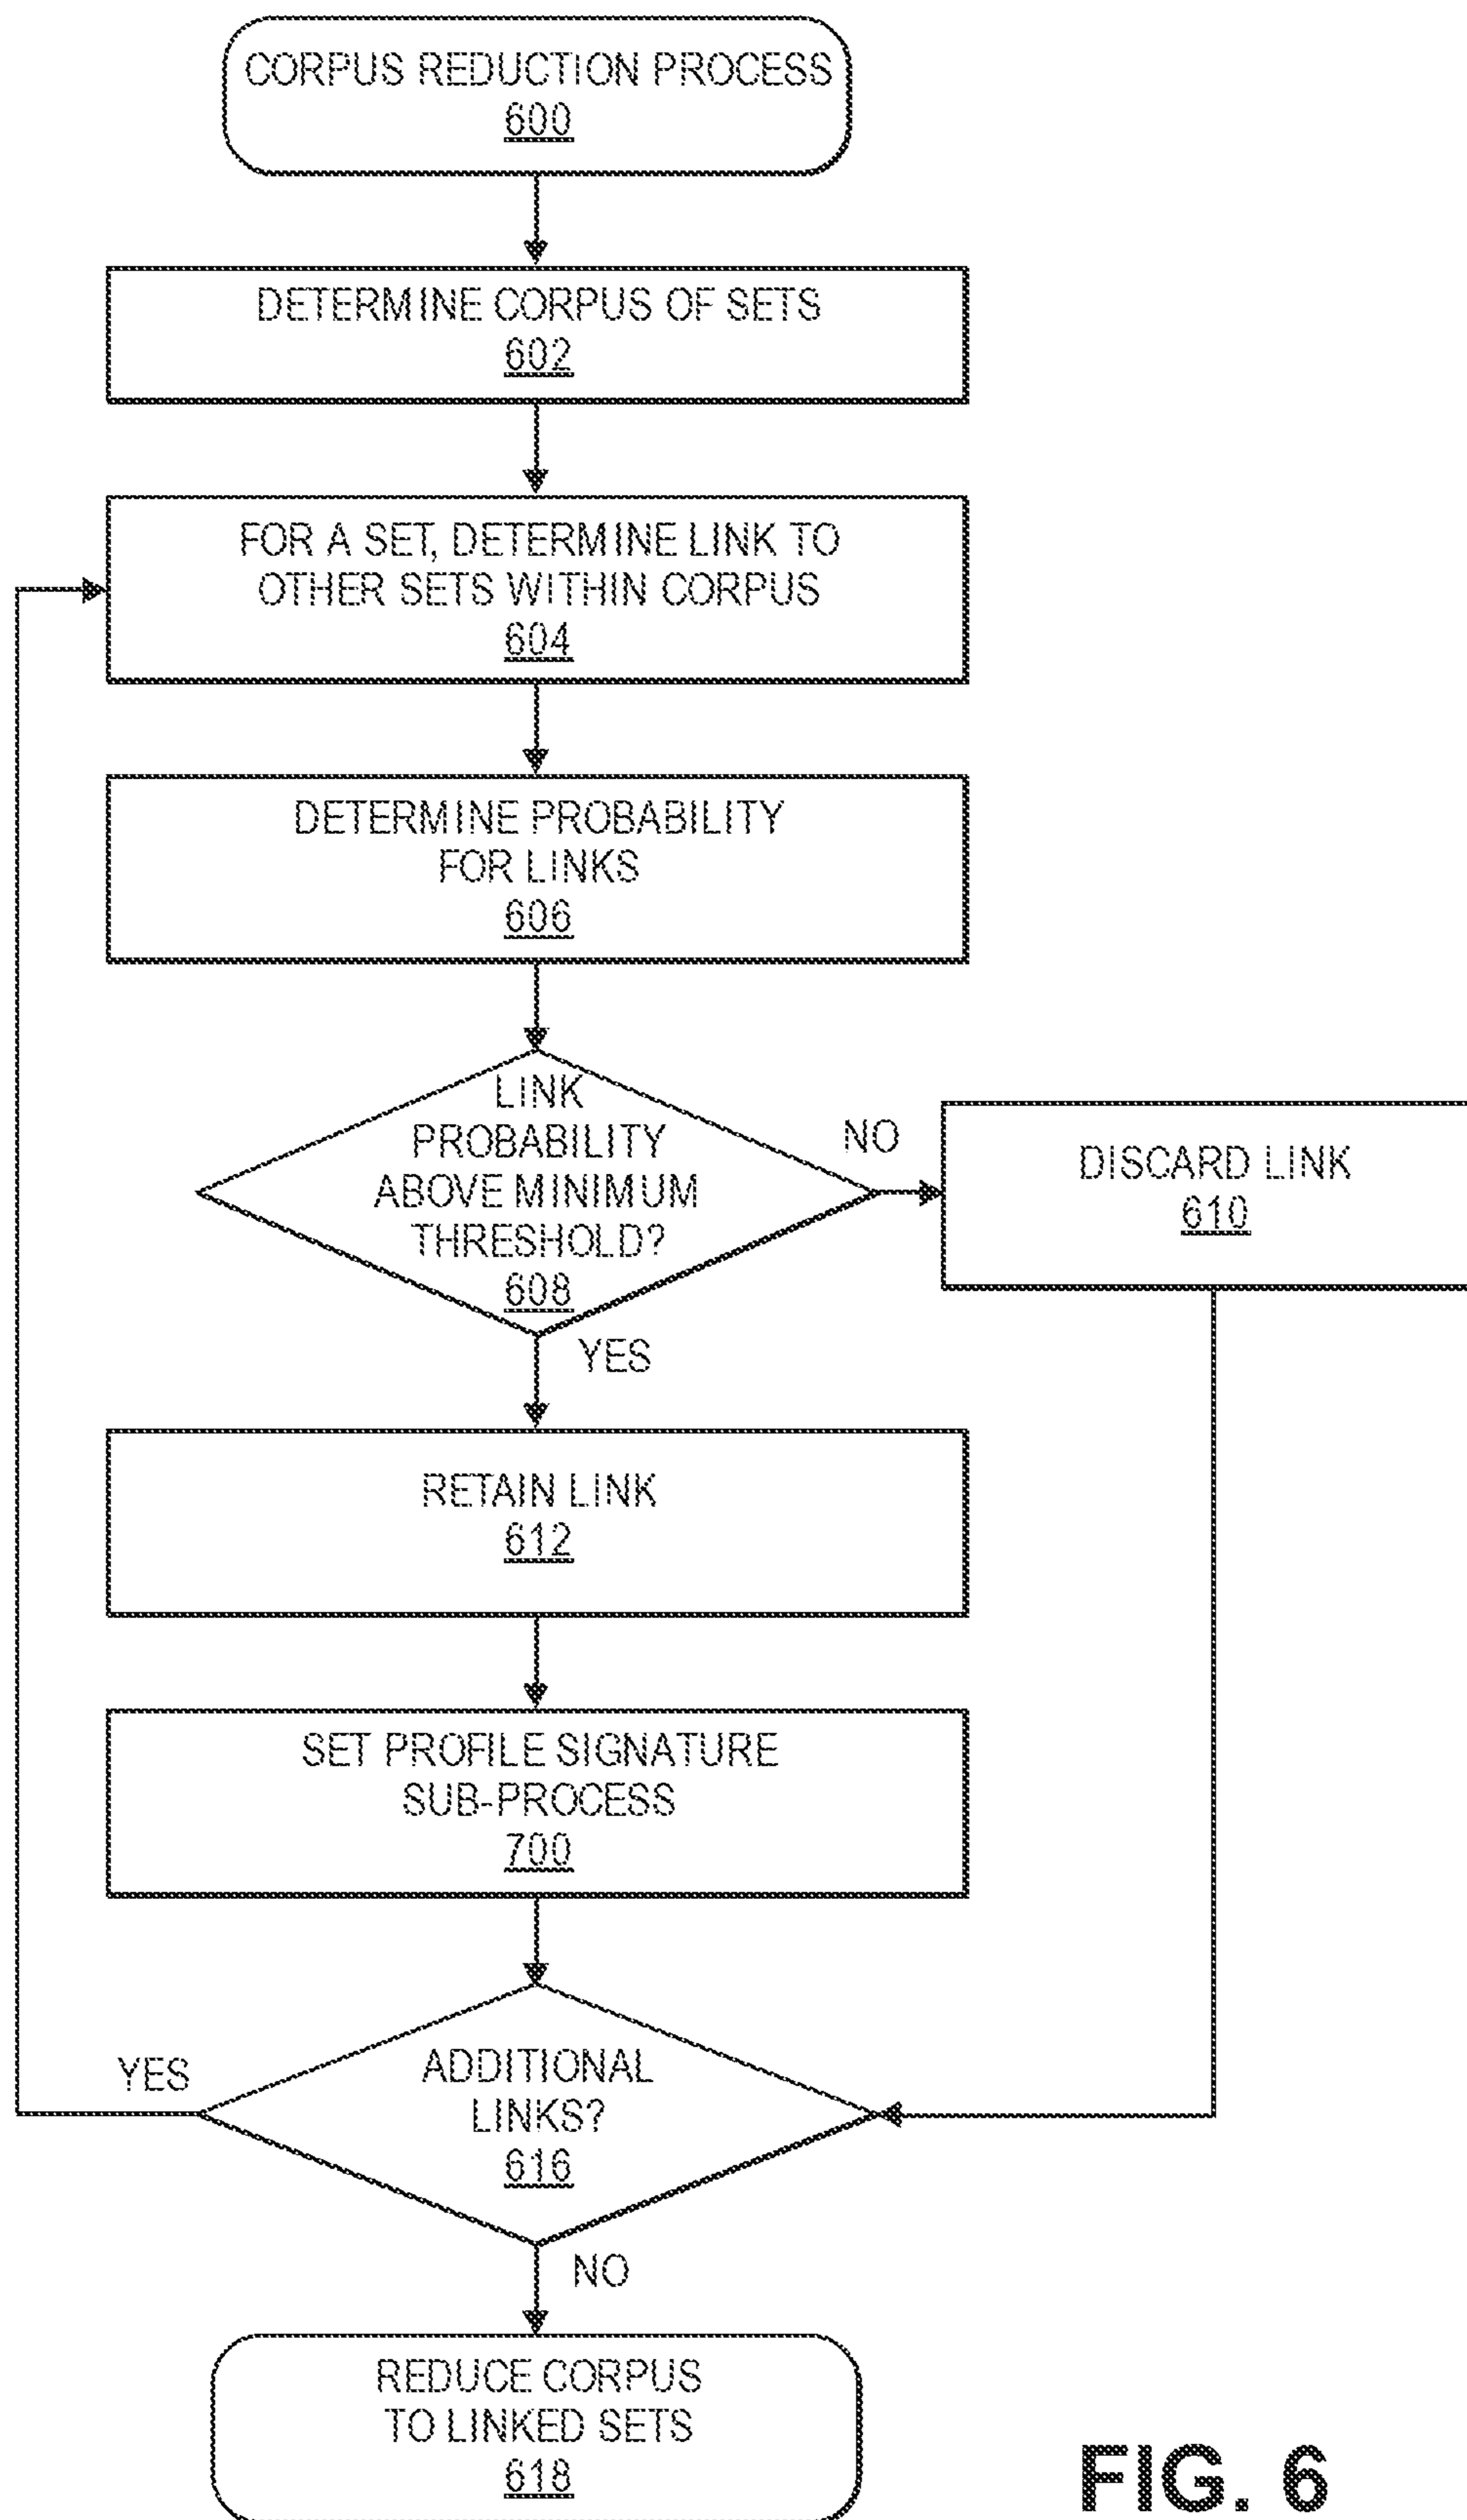 CORPUS REDUCTION PROCESS
600
DETERMINE CORPUS OF SETS
602
FOR A SET, DETERMINE LINK TO
OTHER SETS WITHIN CORPUS
604
DETERMINE PROBABILITY
FOR LINKS
606
LINK
PROBABILITY
ABOVE MINIMUM
THRESHOLD?
608
NO
DISCARD LINK
610
YES
RETAIN LINK
612
SET PROFILE SIGNATURE
SUB-PROCESS
700
YES
ADDITIONAL
LINKS?
616
NO
REDUCE CORPUS
TO LINKED SETS
618
FIG. 6